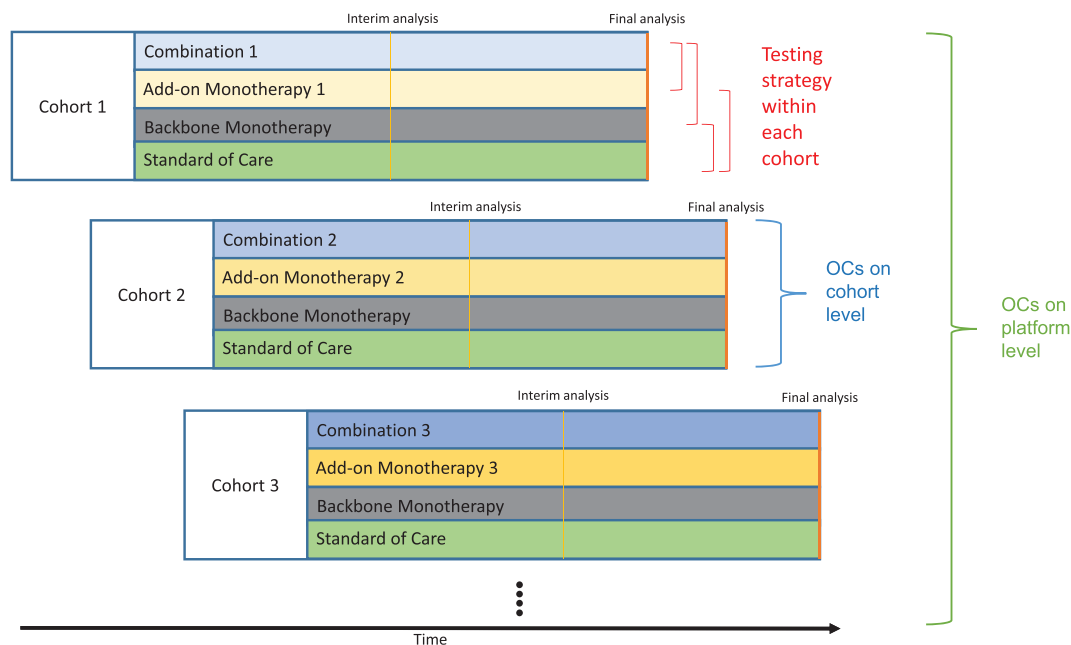 Interim analysis
Final analysis
Cohort 1
Combination 1
Add-on Monotherapy 1
Backbone Monotherapy
Standard of Care
Testing
strategy
within
each
cohort
Interim analysis
Final analysis
Cohort 2
Combination 2
Add-on Monotherapy 2
Backbone Monotherapy
Standard of Care
OCs on
cohort
level
OCs on
platform
level
Interim analysis
Final analysis
Cohort 3
Combination 3
Add-on Monotherapy 3
Backbone Monotherapy
Standard of Care
Time